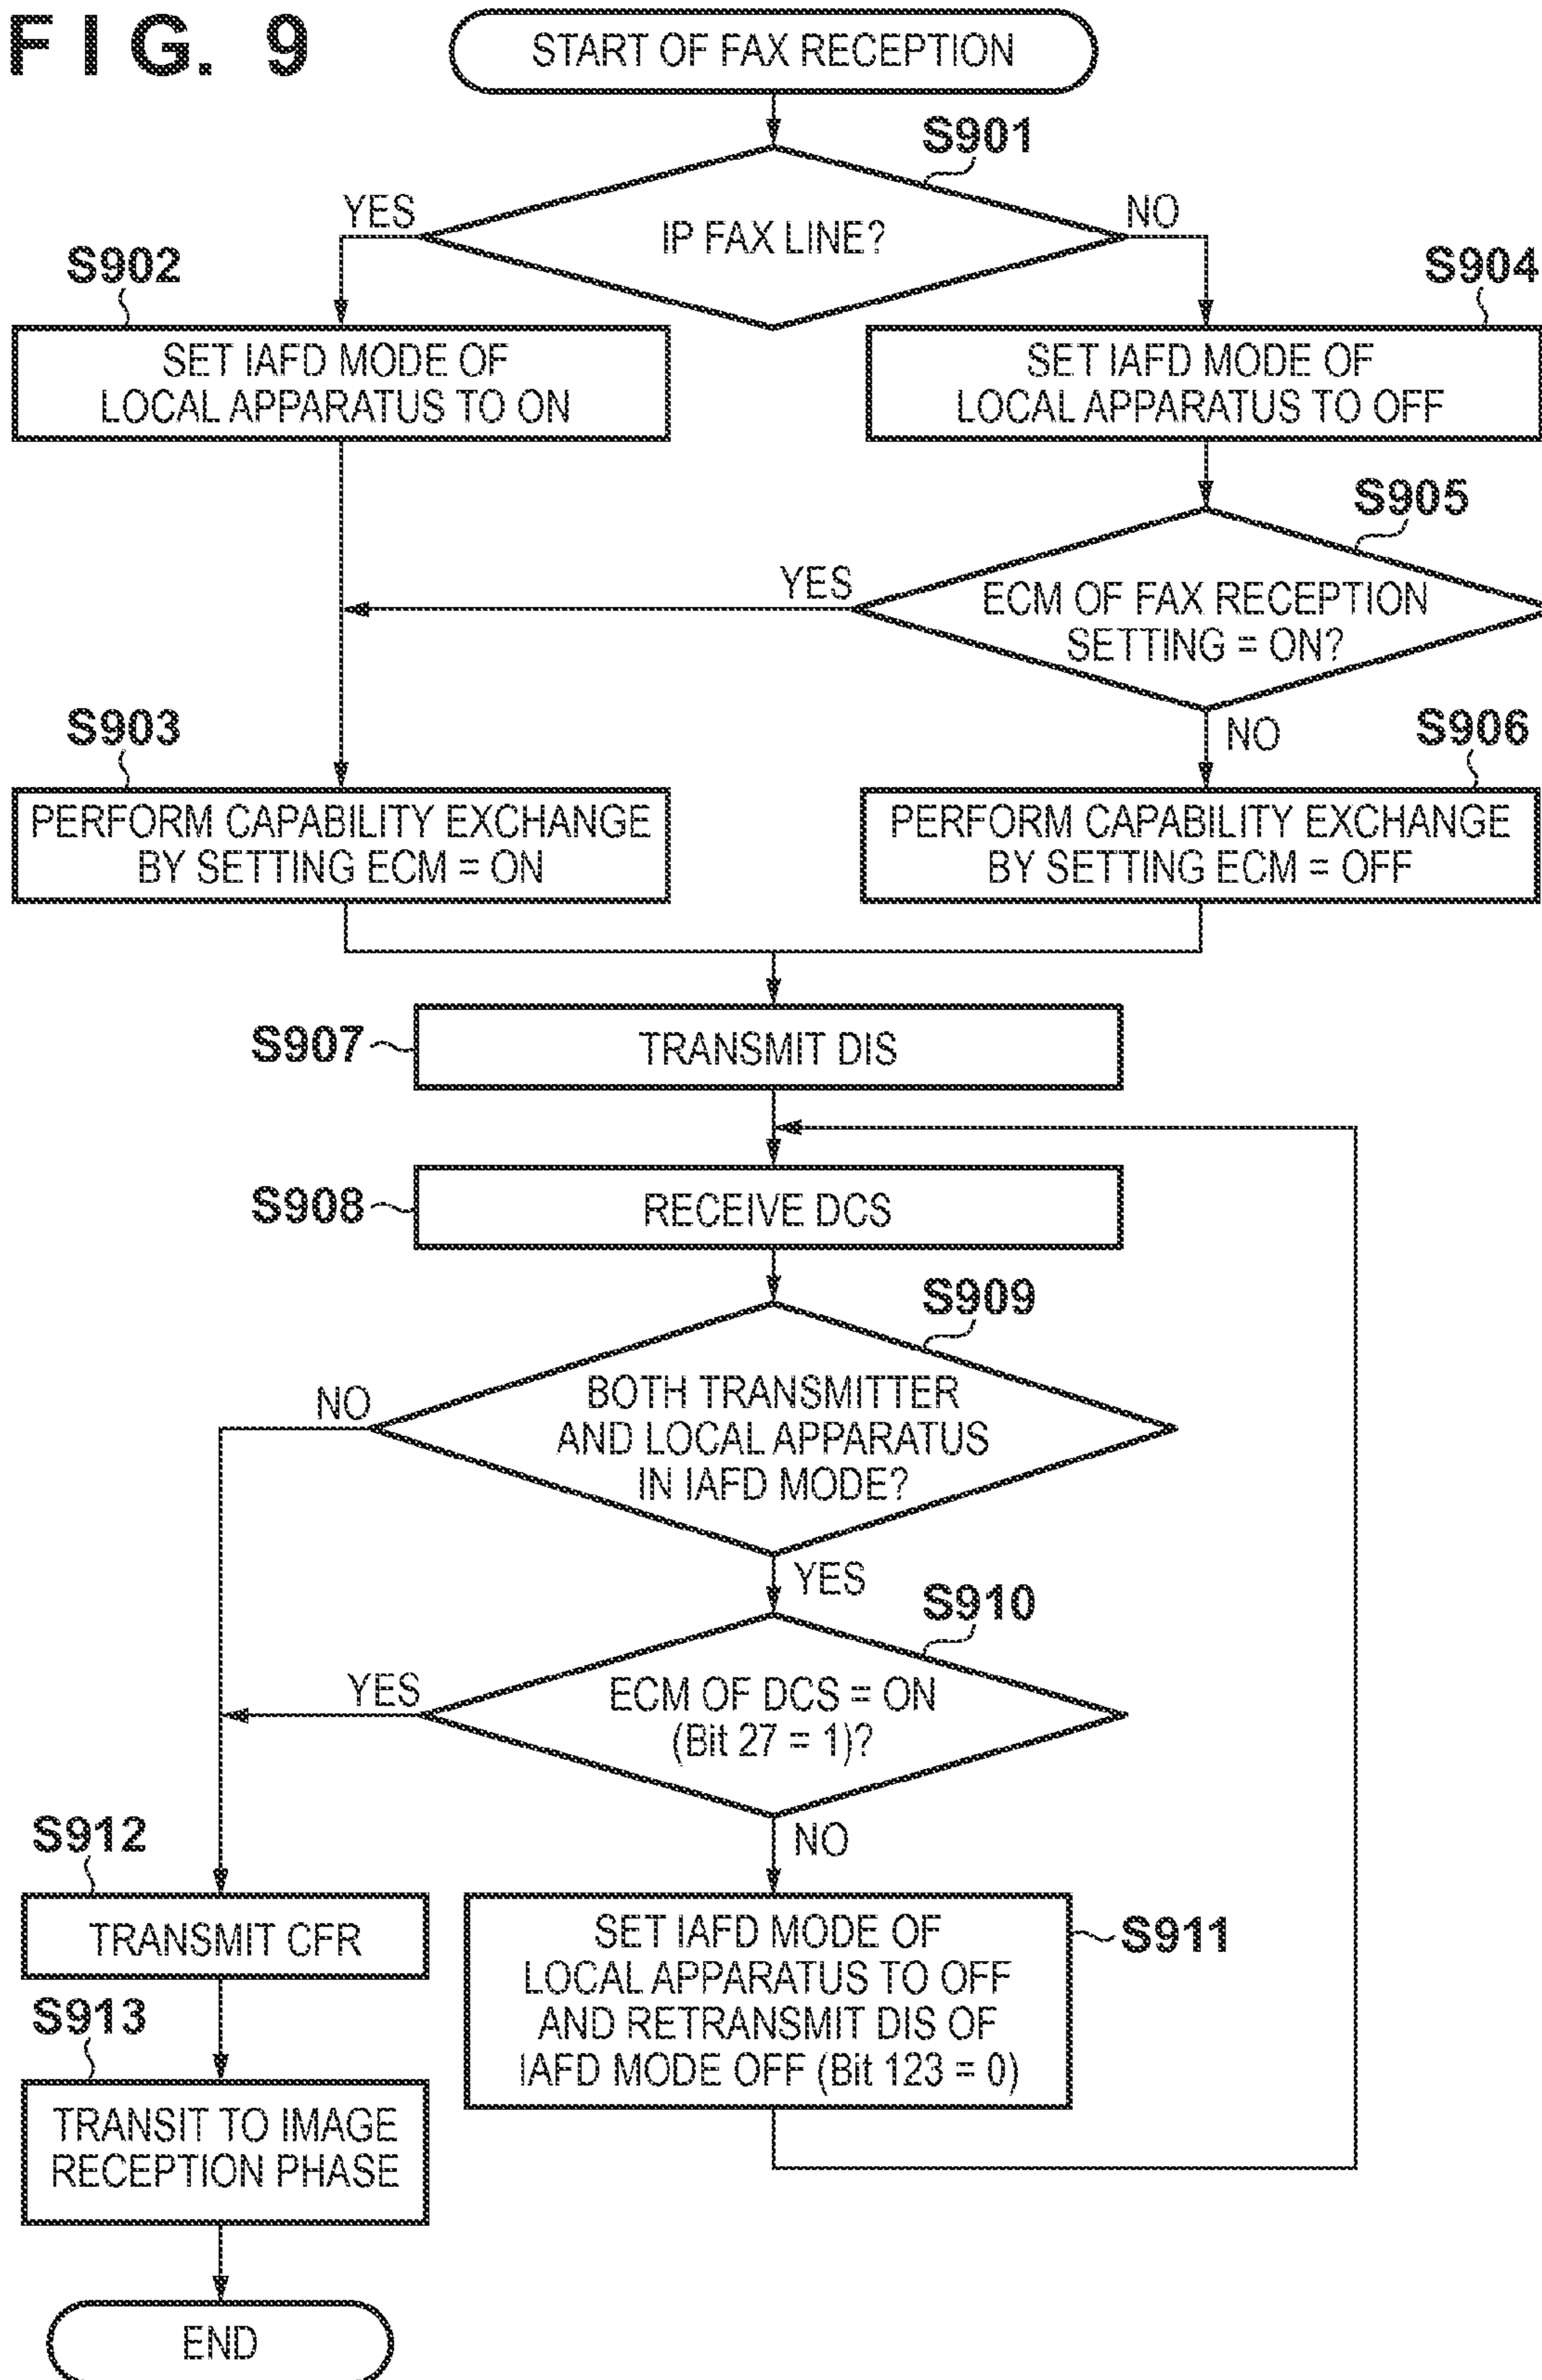 FIG. 9
START OF FAX RECEPTION
S901
IP FAX LINE?
YES
NO
S902
SET IAFD MODE OF
LOCAL APPARATUS TO ON
S904
SET IAFD MODE OF
LOCAL APPARATUS TO OFF
S905
ECM OF FAX RECEPTION
SETTING = ON?
YES
NO
S903
PERFORM CAPABILITY EXCHANGE
BY SETTING ECM = ON
S906
PERFORM CAPABILITY EXCHANGE
BY SETTING ECM = OFF
S907
TRANSMIT DIS
S908
RECEIVE DCS
S909
BOTH TRANSMITTER
AND LOCAL APPARATUS
IN IAFD MODE?
NO
YES
S910
ECM OF DCS = ON
(Bit 27 = 1)?
YES
NO
S911
SET IAFD MODE OF
LOCAL APPARATUS TO OFF
AND RETRANSMIT DIS OF
IAFD MODE OFF (Bit 123 = 0)
S912
TRANSMIT CFR
S913
TRANSIT TO IMAGE
RECEPTION PHASE
END